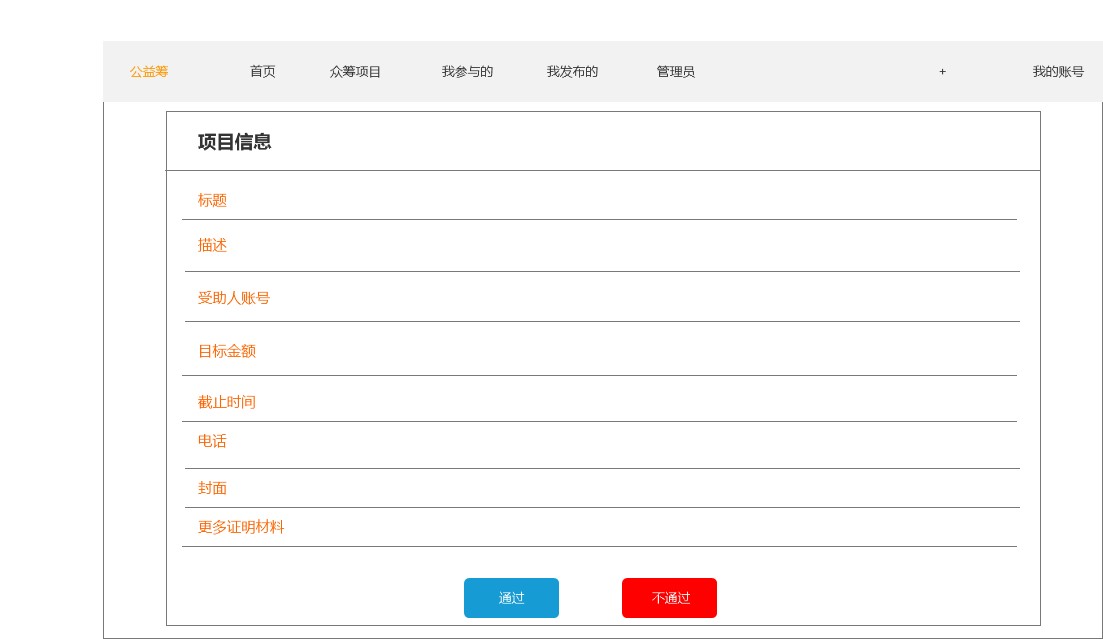 公益筹 首页 众筹项目 我参与的 我发布的 管理员 + 我的账号
项目信息
标题
描述
受助人账号
目标金额
截止时间
电话
封面
更多证明材料
通过 不通过